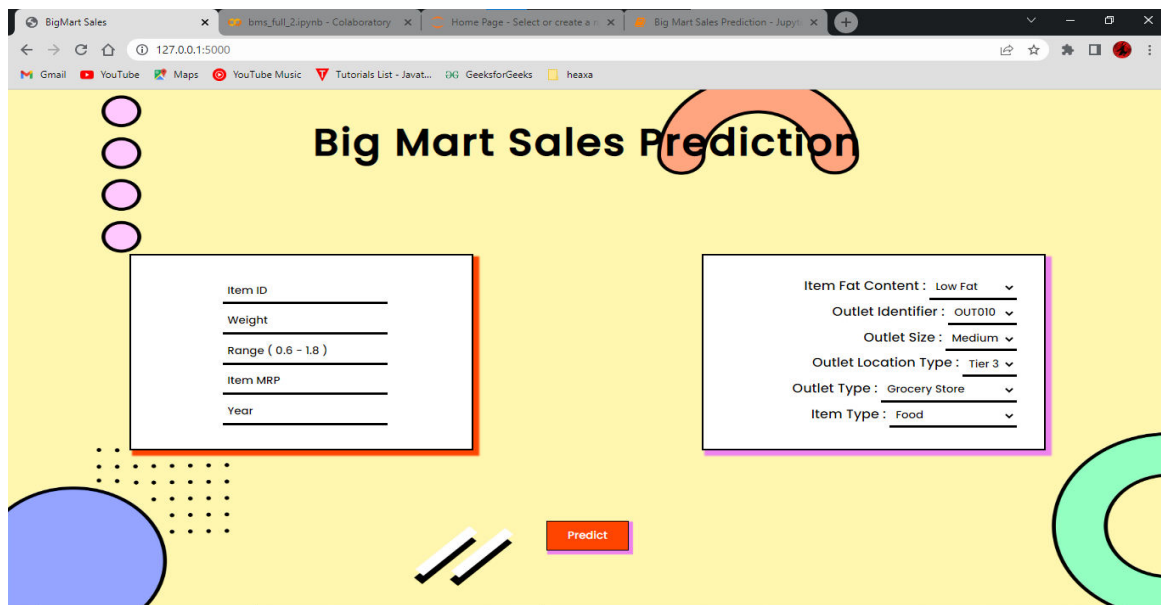 BigMart Sales
bms_full_2.ipynb - Colaboratory
Home Page - Select or create a n
Big Mart Sales Prediction - Jupyt
127.0.0.1:5000
Gmail YouTube Maps YouTube Music Tutorials List - Javat... GeeksforGeeks heaxa
Big Mart Sales Prediction
Item ID
Weight
Range ( 0.6 - 1.8 )
Item MRP
Year
Item Fat Content : Low Fat
Outlet Identifier : OUT010
Outlet Size : Medium
Outlet Location Type : Tier 3
Outlet Type : Grocery Store
Item Type : Food
Predict